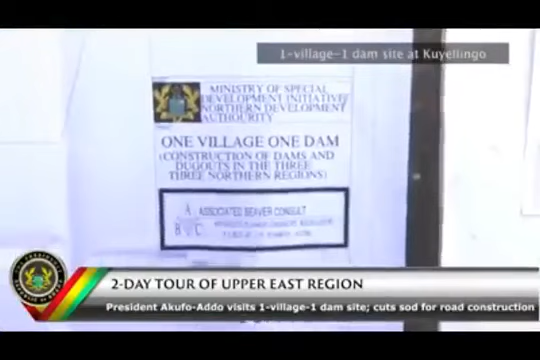 1-village-1 dam site at Kuyellingo
MINISTRY OF SPECIAL
DEVELOPMENT INITIATIVE/
NORTHERN DEVELOPMENT
AUTHORITY
ONE VILLAGE ONE DAM
(CONSTRUCTION OF DAMS AND
DUGOUTS IN THE THREE
THREE NORTHERN REGIONS)
A ASSOCIATED BEAVER CONSULT
B C
2-DAY TOUR OF UPPER EAST REGION
President Akufo-Addo visits 1-village-1 dam site; cuts sod for road construction